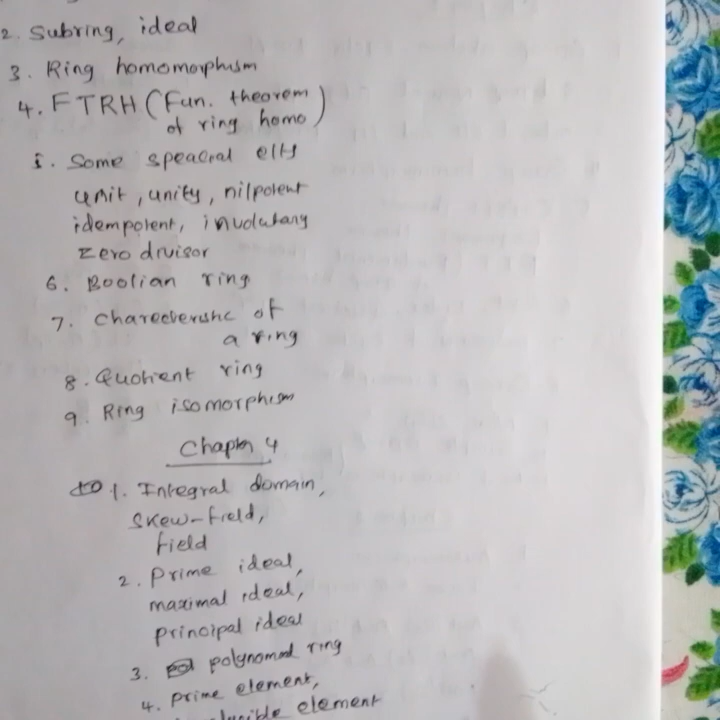 2. Subring, ideal
3. Ring homomorphism
4. FTRH (Fun. theorem
of ring homo)
5. Some speacial elts
unit, unity, nilpotent
idempotent, involutary
zero divisor
6. Boolian ring
7. Charecteristic of
a ring
8. Quotient ring
9. Ring isomorphism
Chapter 4
1. Integral domain,
Skew-field,
field
2. Prime ideal,
maximal ideal,
principal ideal
3. polynomal ring
4. Prime element,
element